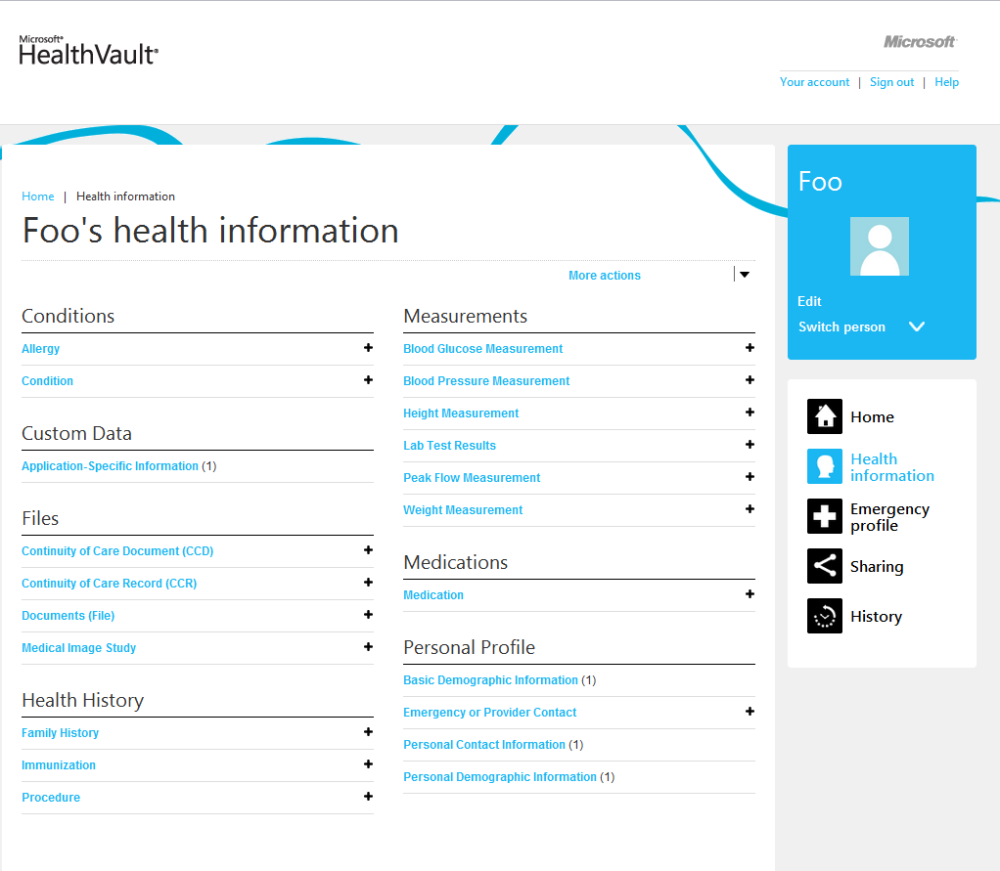 Microsoft®
HealthVault®
Microsoft
Your account | Sign out | Help
Home | Health information
Foo's health information
More actions
Conditions
Allergy
Condition
Custom Data
Application-Specific Information (1)
Files
Continuity of Care Document (CCD)
Continuity of Care Record (CCR)
Documents (File)
Medical Image Study
Health History
Family History
Immunization
Procedure
Measurements
Blood Glucose Measurement
Blood Pressure Measurement
Height Measurement
Lab Test Results
Peak Flow Measurement
Weight Measurement
Medications
Medication
Personal Profile
Basic Demographic Information (1)
Emergency or Provider Contact
Personal Contact Information (1)
Personal Demographic Information (1)
Foo
Edit
Switch person
Home
Health
information
Emergency
profile
Sharing
History